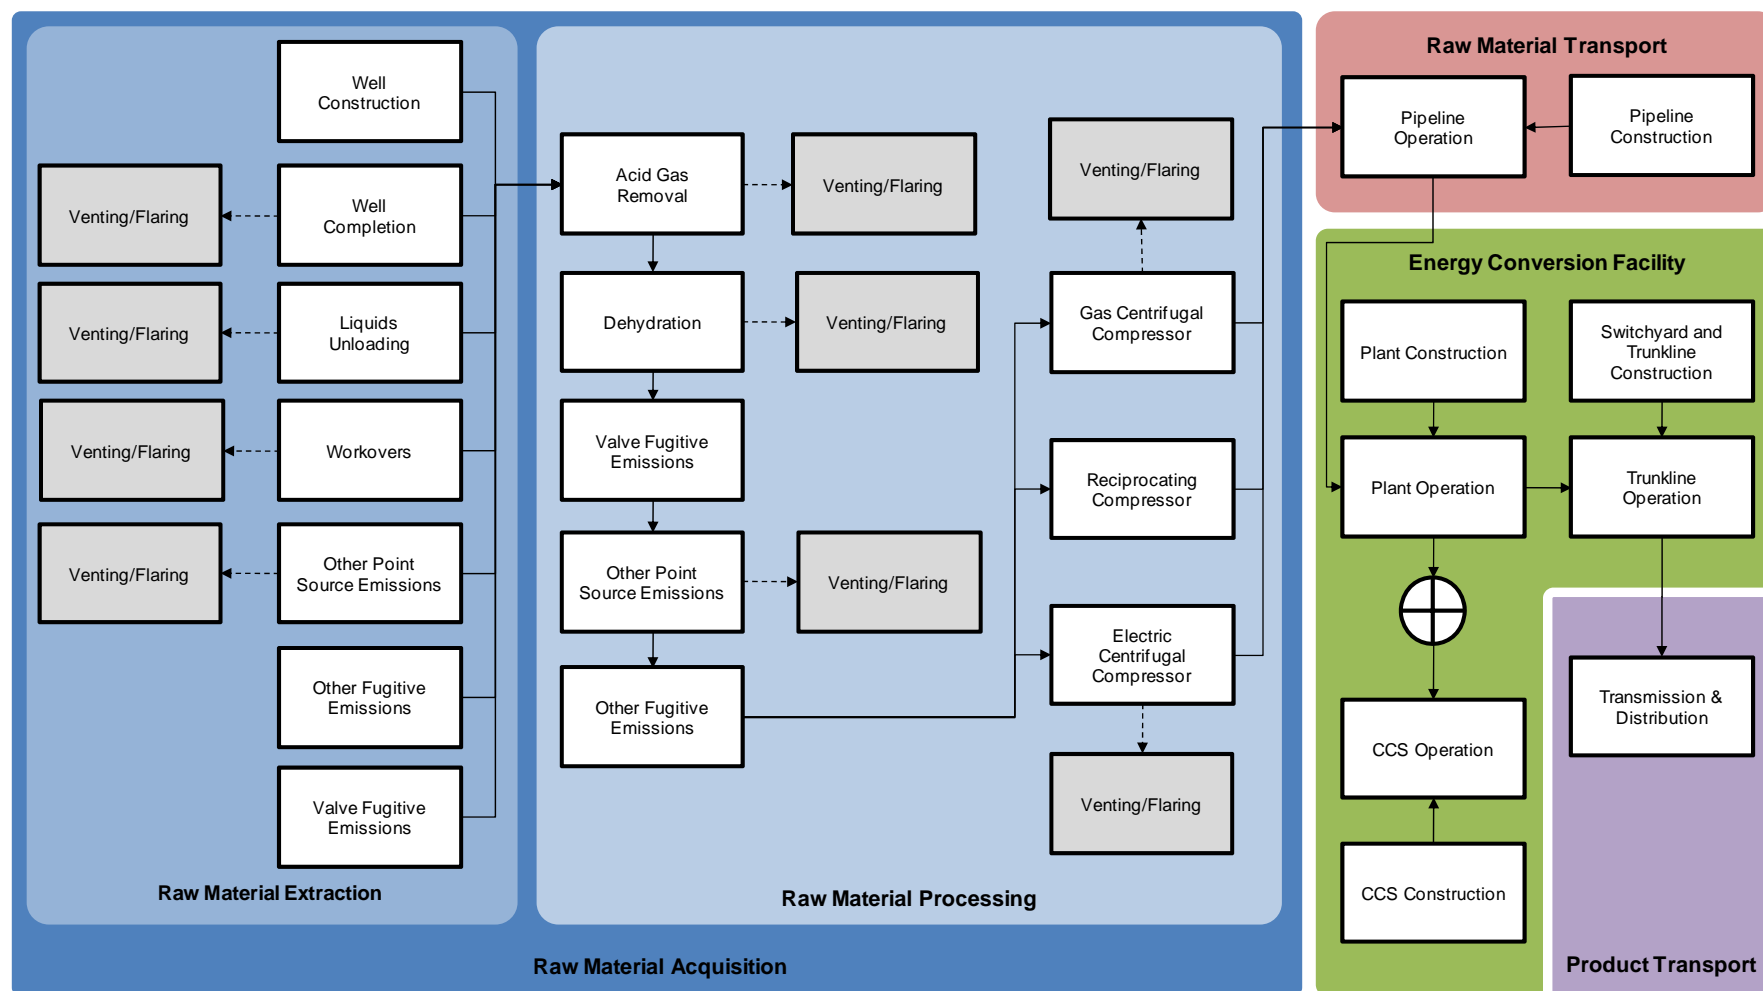 Well
Construction
Venting/Flaring
Well
Completion
Venting/Flaring
Liquids
Unloading
Venting/Flaring
Workovers
Venting/Flaring
Other Point
Source Emissions
Other Fugitive
Emissions
Valve Fugitive
Emissions
Raw Material Extraction
Acid Gas
Removal
Venting/Flaring
Dehydration
Venting/Flaring
Valve Fugitive
Emissions
Other Point
Source Emissions
Venting/Flaring
Other Fugitive
Emissions
Venting/Flaring
Gas Centrifugal
Compressor
Reciprocating
Compressor
Electric
Centrifugal
Compressor
Venting/Flaring
Raw Material Processing
Raw Material Acquisition
Raw Material Transport
Pipeline
Operation
Pipeline
Construction
Energy Conversion Facility
Plant Construction
Switchyard and
Trunkline
Construction
Plant Operation
Trunkline
Operation
CCS Operation
CCS Construction
Transmission &
Distribution
Product Transport